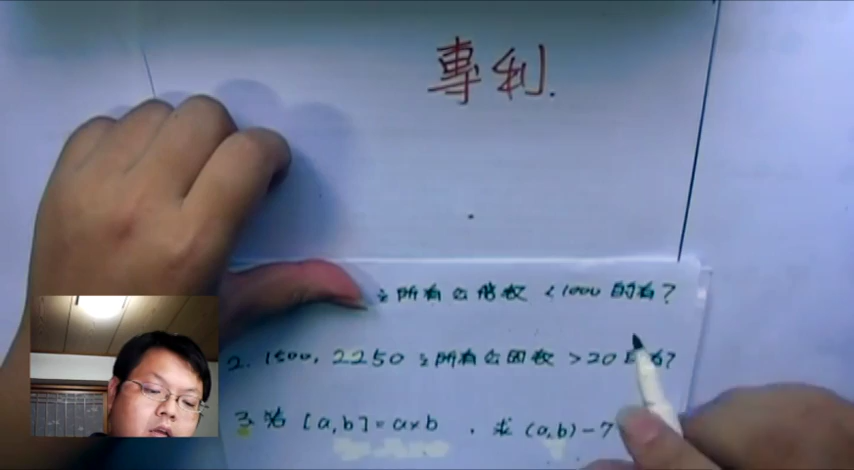 專利.
之所有公倍數 <1000 的有?
2. 1500, 2250 之所有公因數 >20 的有?
3. 若 [a,b]=a×b , 求 (a,b)-7